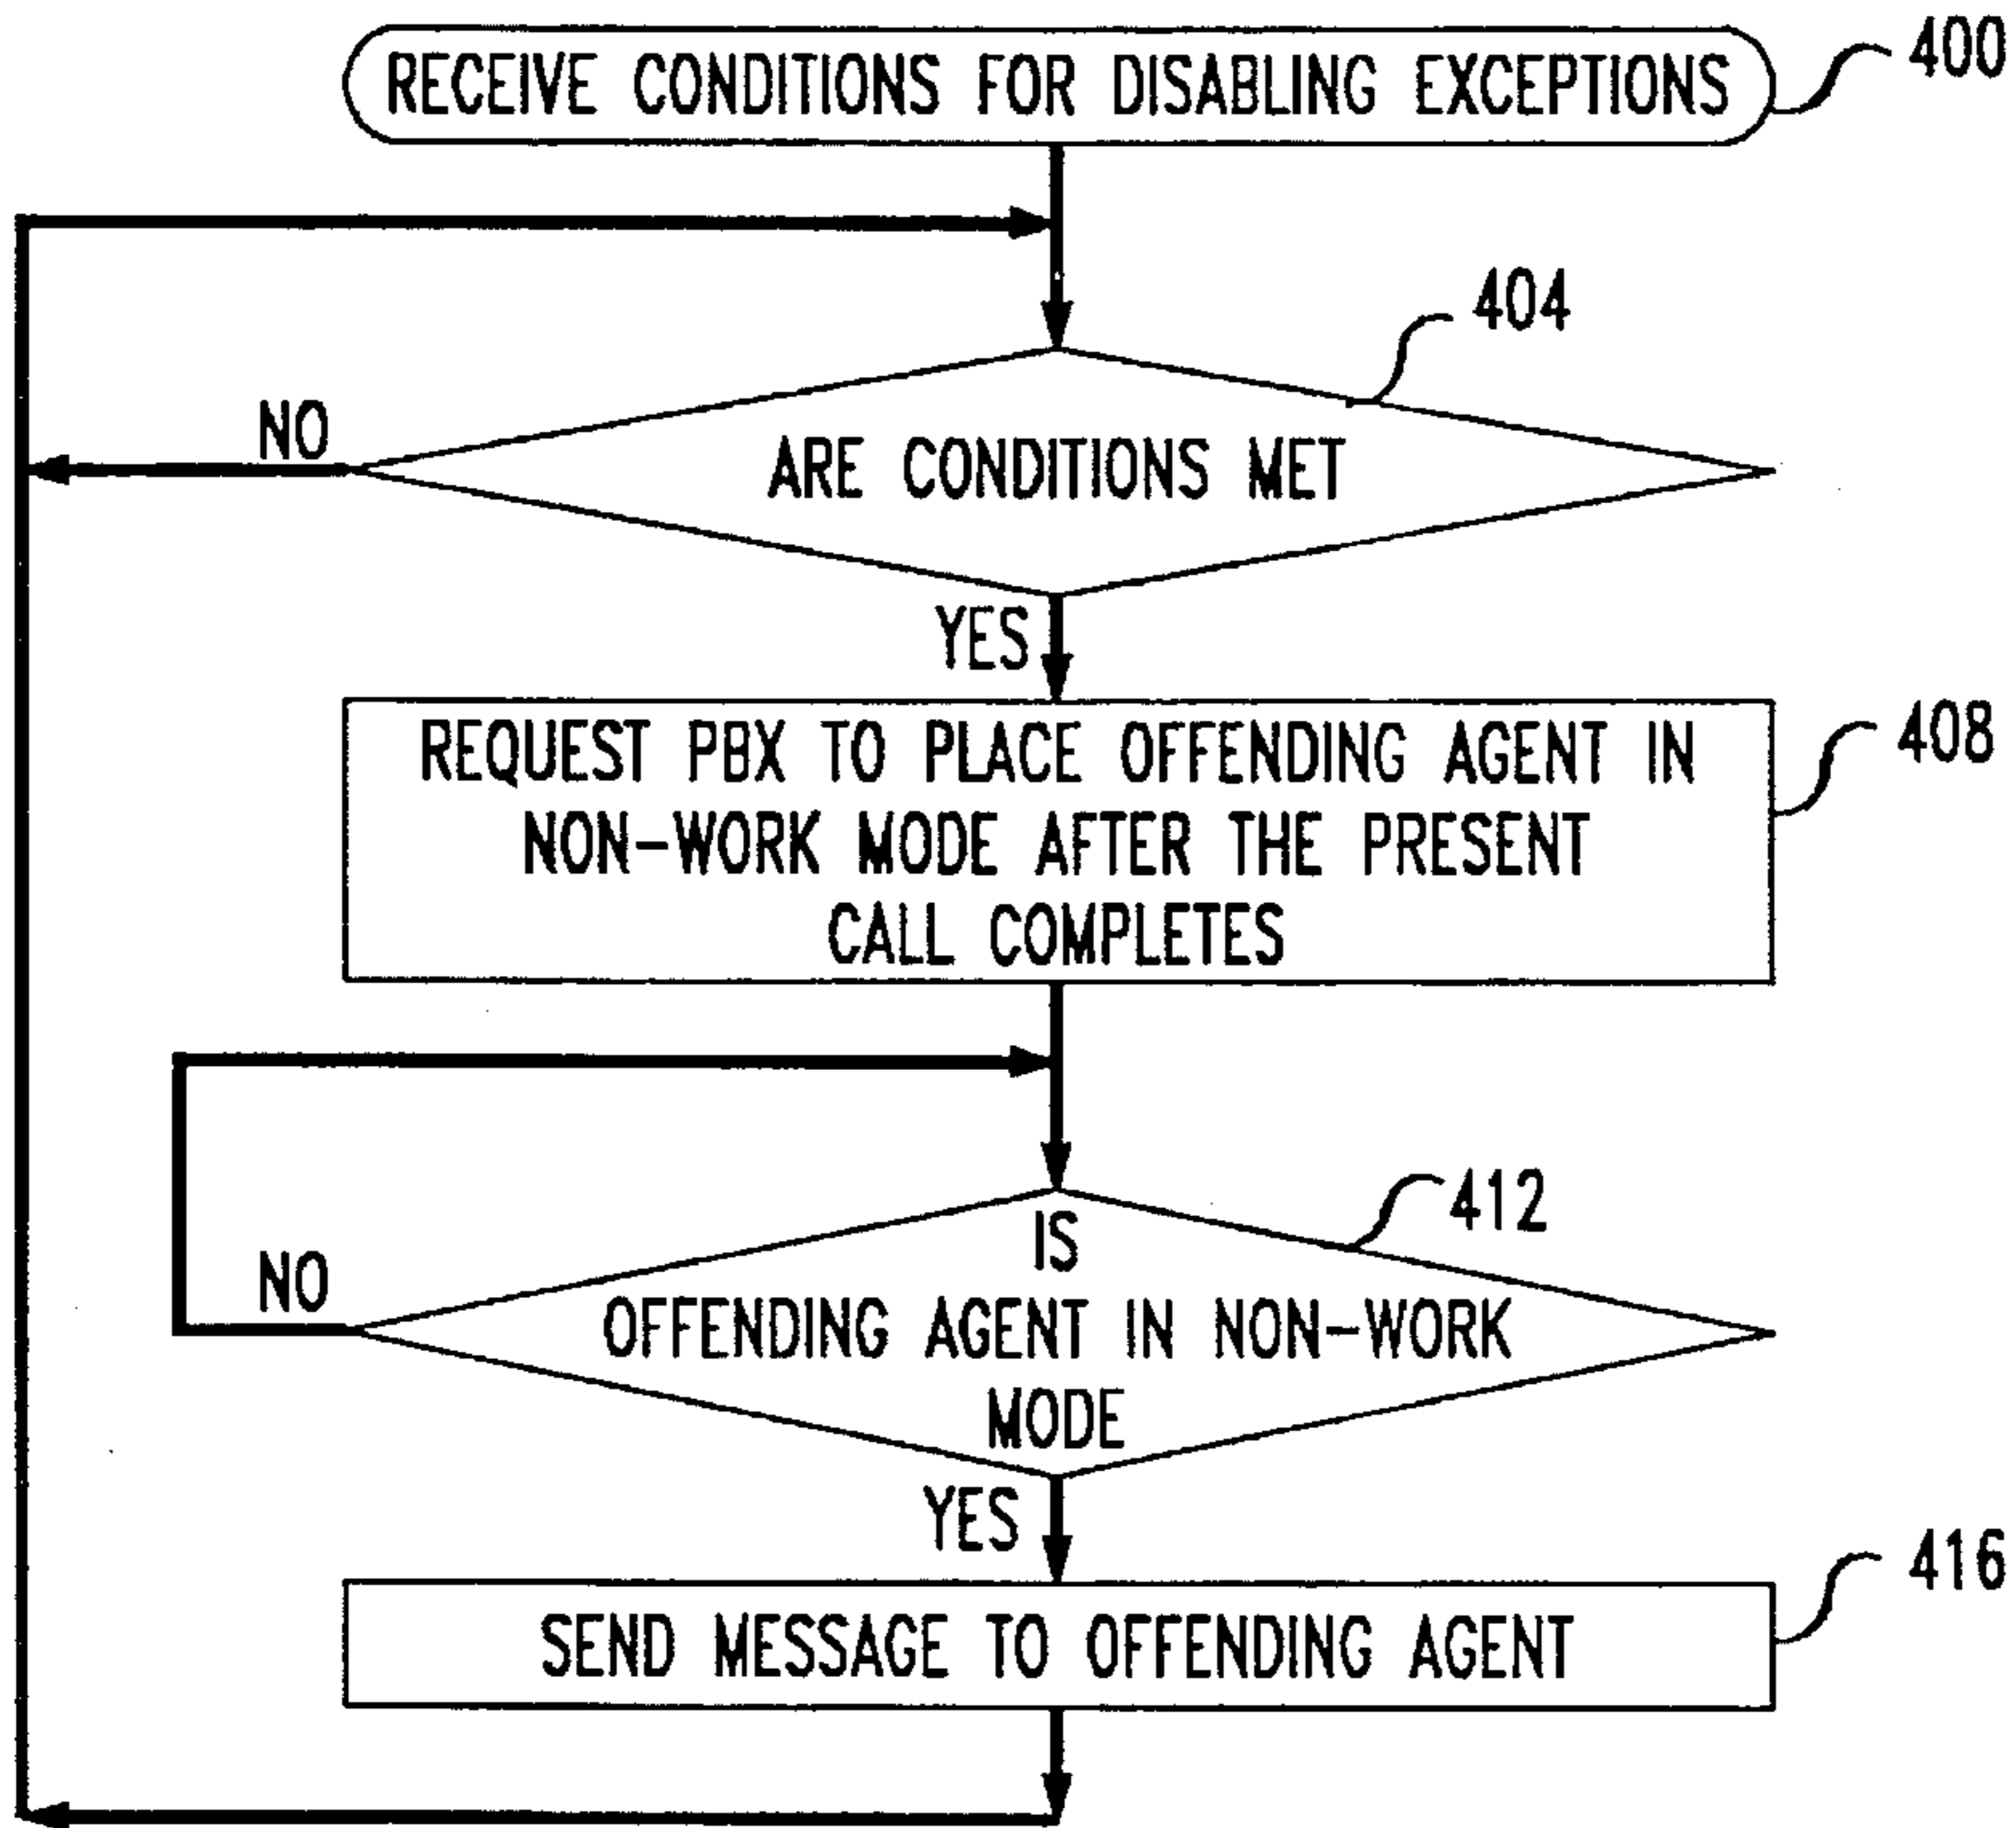 RECEIVE CONDITIONS FOR DISABLING EXCEPTIONS
400
404
NO
ARE CONDITIONS MET
YES
REQUEST PBX TO PLACE OFFENDING AGENT IN
NON-WORK MODE AFTER THE PRESENT
CALL COMPLETES
408
412
IS
NO
OFFENDING AGENT IN NON-WORK
MODE
YES
416
SEND MESSAGE TO OFFENDING AGENT